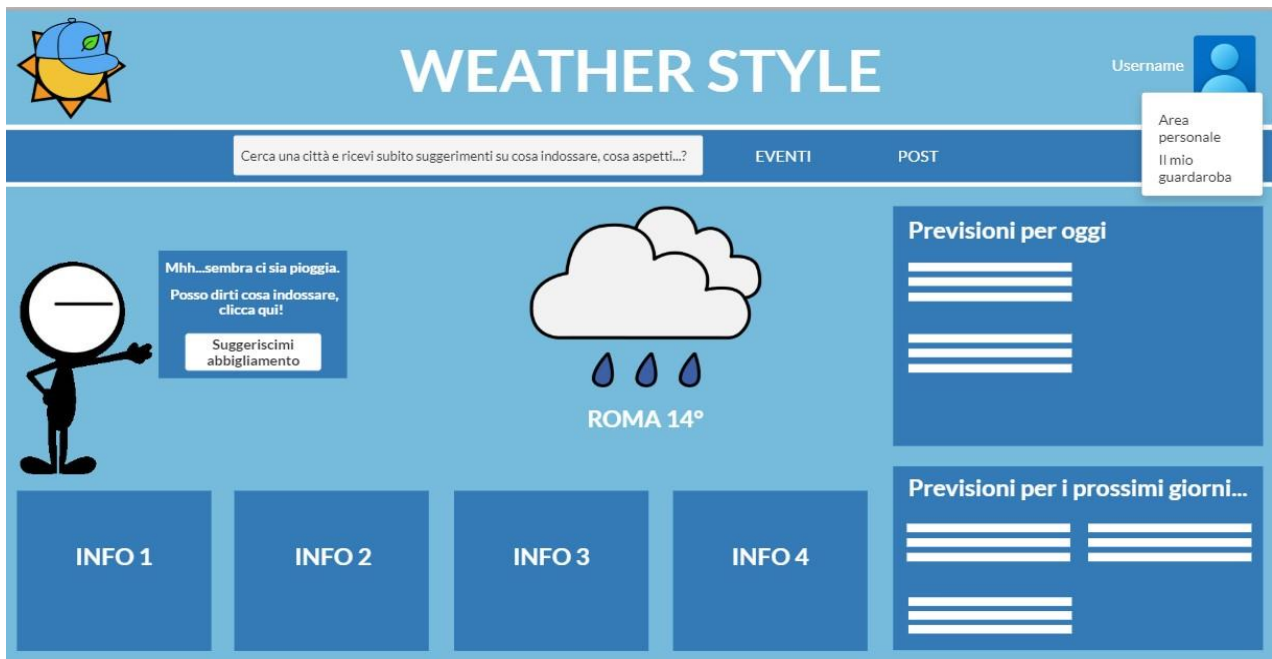 WEATHER STYLE
Username
Area
personale
Il mio
guardaroba
Cerca una città e ricevi subito suggerimenti su cosa indossare, cosa aspetti...?
EVENTI
POST
Mhh...sembra ci sia pioggia.
Posso dirti cosa indossare,
clicca qui!
Suggeriscimi
abbigliamento
ROMA 14°
Previsioni per oggi
Previsioni per i prossimi giorni...
INFO 1
INFO 2
INFO 3
INFO 4